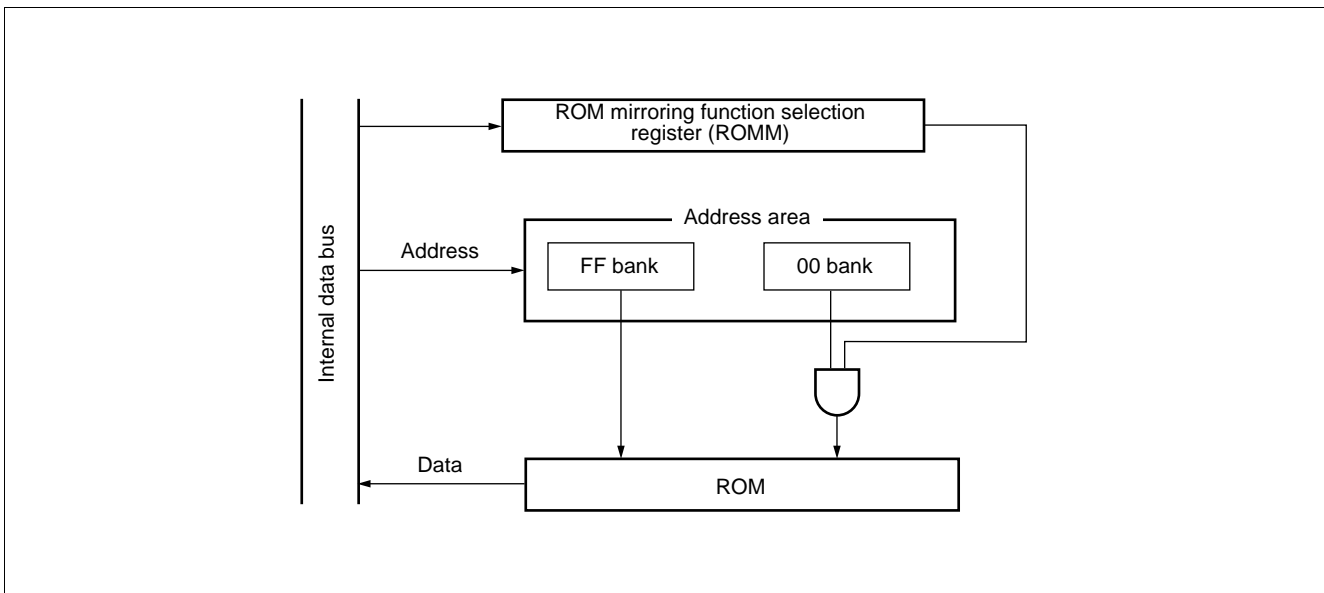 ROM mirroring function selection
register (ROMM)
Address area
Address
FF bank
00 bank
Internal data bus
Data
ROM